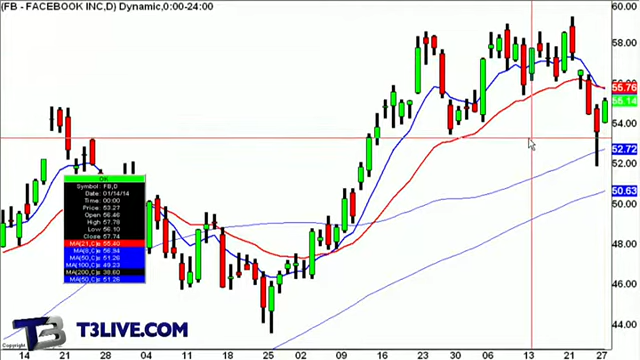 (FB - FACEBOOK INC,D) Dynamic,0:00-24:00
60.00
58.00
55.76
55.14
54.00
52.72
52.00
50.63
48.00
46.00
44.00
OK
Symbol: FB,D
Date: 01/14/14
Time: 00:00
Price: 53.27
Open 56.46
High 57.78
Low 56.10
Close 57.74
MA(21,C)= 55.40
MA(8,C)= 56.94
MA(50,C)= 51.26
MA(100,C)= 49.23
MA(200,C)= 38.60
MA(50,C)= 51.26
Copyright
T3 T3LIVE.COM
14 21 28 04 11 18 25 02 09 16 23 30 06 13 21 27